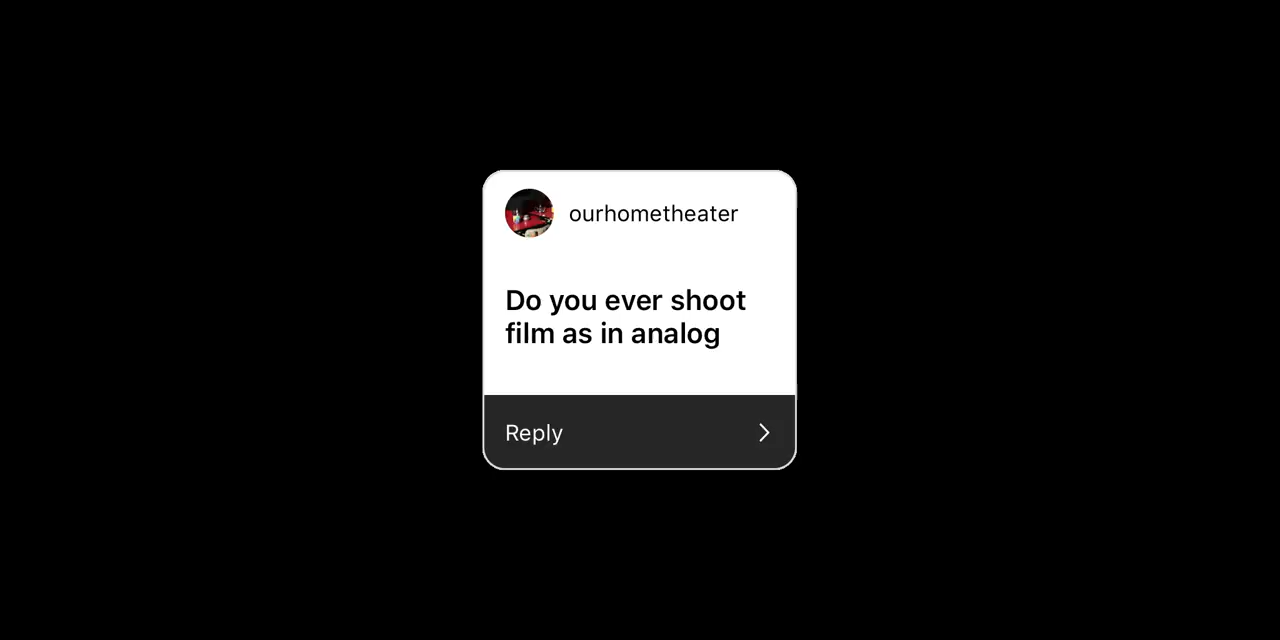 ourhometheater
Do you ever shoot
film as in analog
Reply